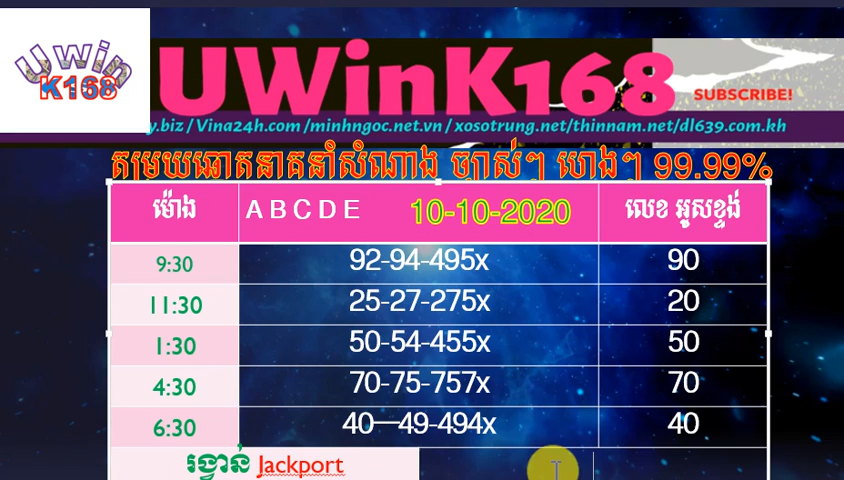 UWin
K168
UWinK168
SUBSCRIBE!
y.biz / Vina24h.com /minhngoc.net.vn / xosotrung.net/thinnam.net/dl639.com.kh
តម្រុយឆោតនាគនាំសំណាង ច្បាស់ៗ ហេងៗ 99.99%
ម៉ោង A B C D E 10-10-2020 លេខ អូសខ្ទង់
9:30 92-94-495x 90
11:30 25-27-275x 20
1:30 50-54-455x 50
4:30 70-75-757x 70
6:30 40—49-494x 40
រង្វាន់ Jackport